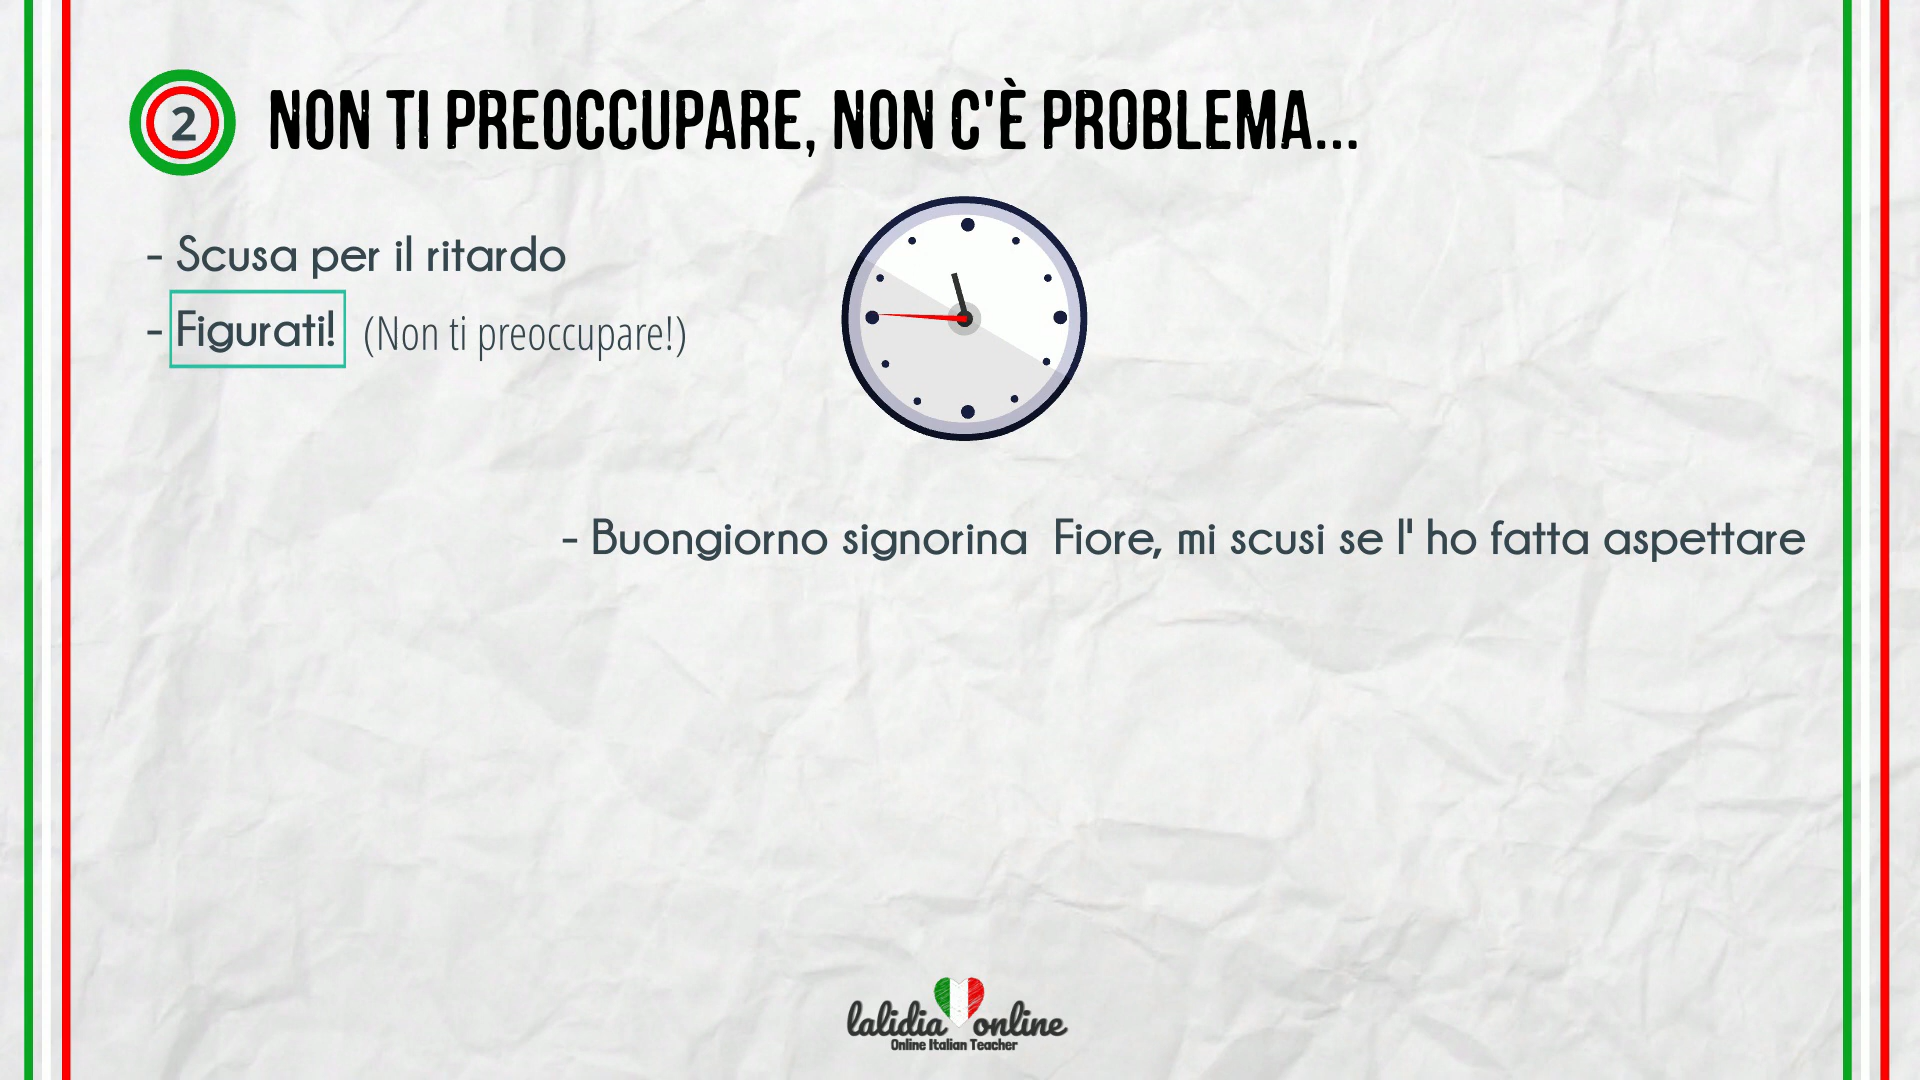 2
NON TI PREOCCUPARE, NON C'È PROBLEMA...
- Scusa per il ritardo
- Figurati! (Non ti preoccupare!)
- Buongiorno signorina Fiore, mi scusi se l' ho fatta aspettare
lalidia online
Online Italian Teacher